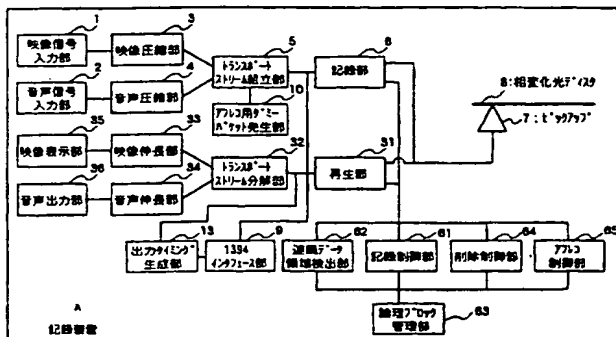 1
映像信号
入力部
3
映像圧縮部
2
音声信号
入力部
4
音声圧縮部
5
トランスポート
ストリーム組立部
6
記録部
10
アフレコ用ダミー
パケット発生部
8:相変化光ディスク
7:ピックアップ
35
映像表示部
33
映像伸長部
36
音声出力部
34
音声伸長部
32
トランスポート
ストリーム分解部
31
再生部
13
出力タイミング
生成部
9
1394
インタフェース部
62
連続データ
領域検出部
61
記録制御部
64
削除制御部
65
アフレコ
制御部
論理ブロック
管理部
63
A
記録装置